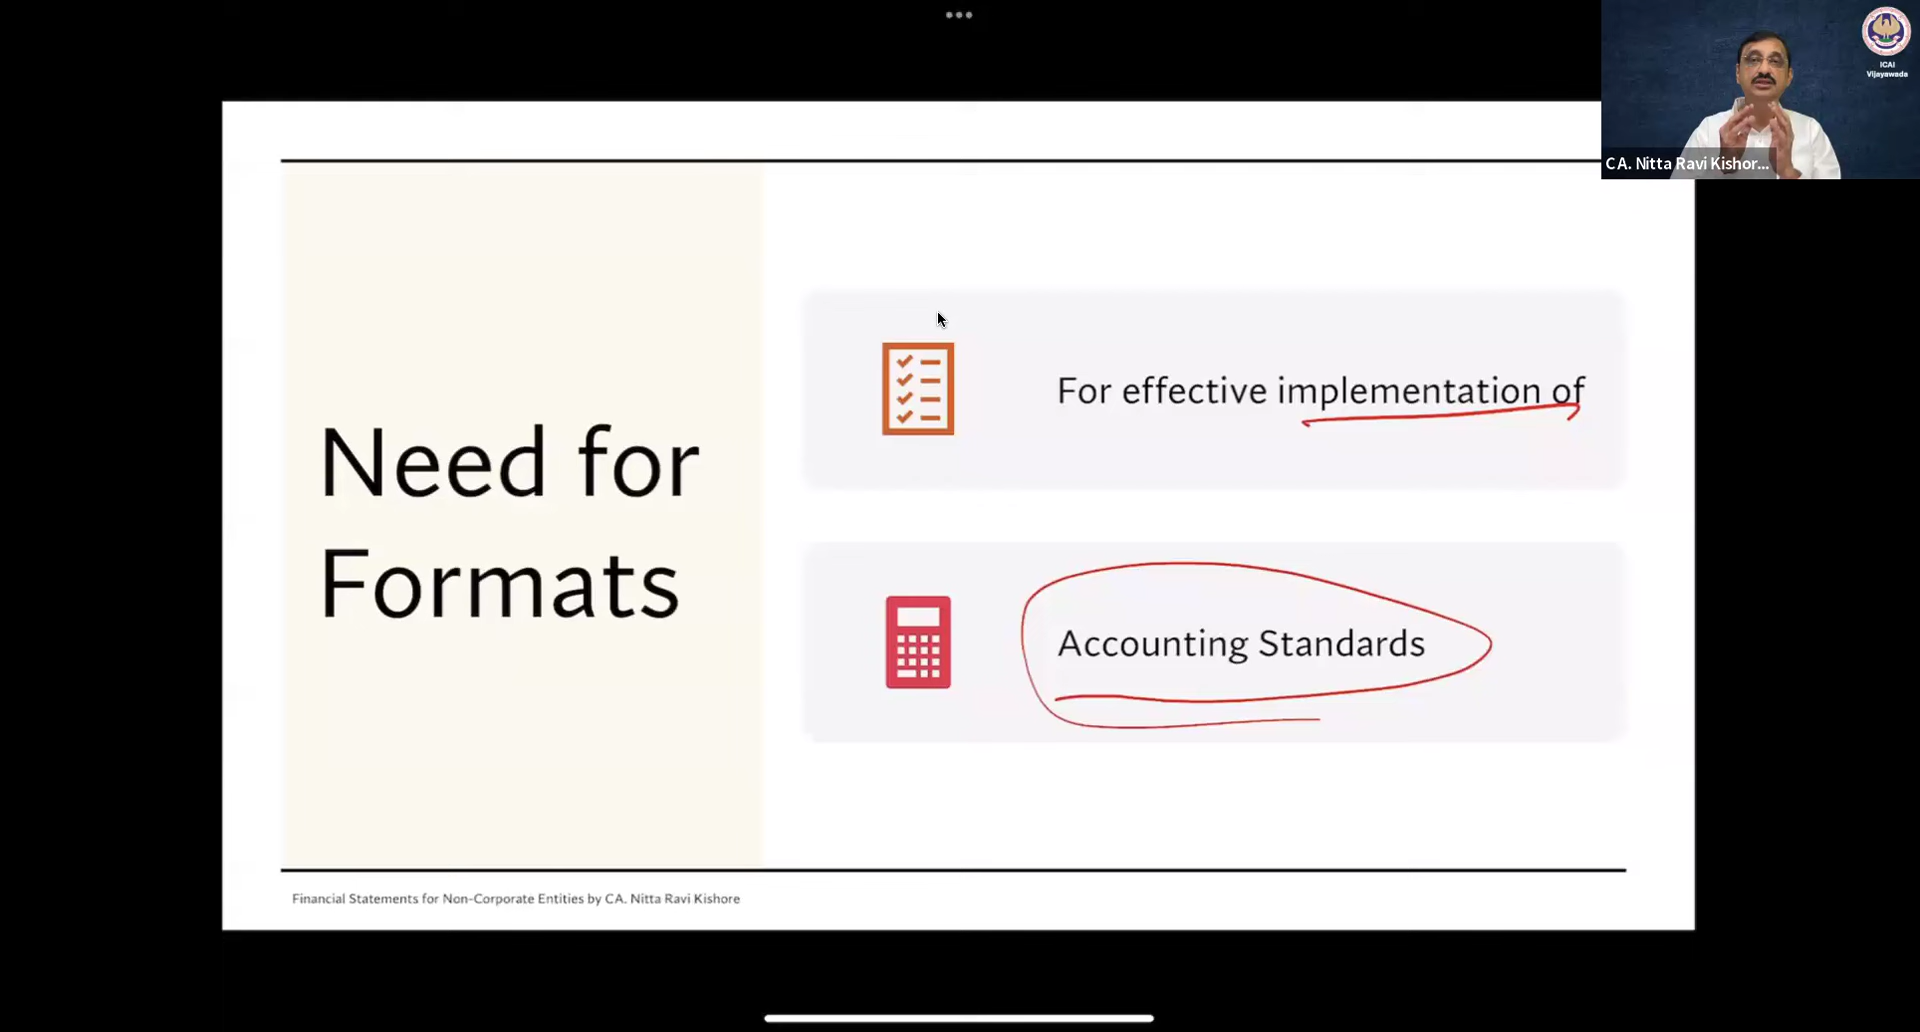 ICAI
Vijayawada
CA. Nitta Ravi Kishor...
Need for
Formats
For effective implementation of
Accounting Standards
Financial Statements for Non-Corporate Entities by CA. Nitta Ravi Kishore